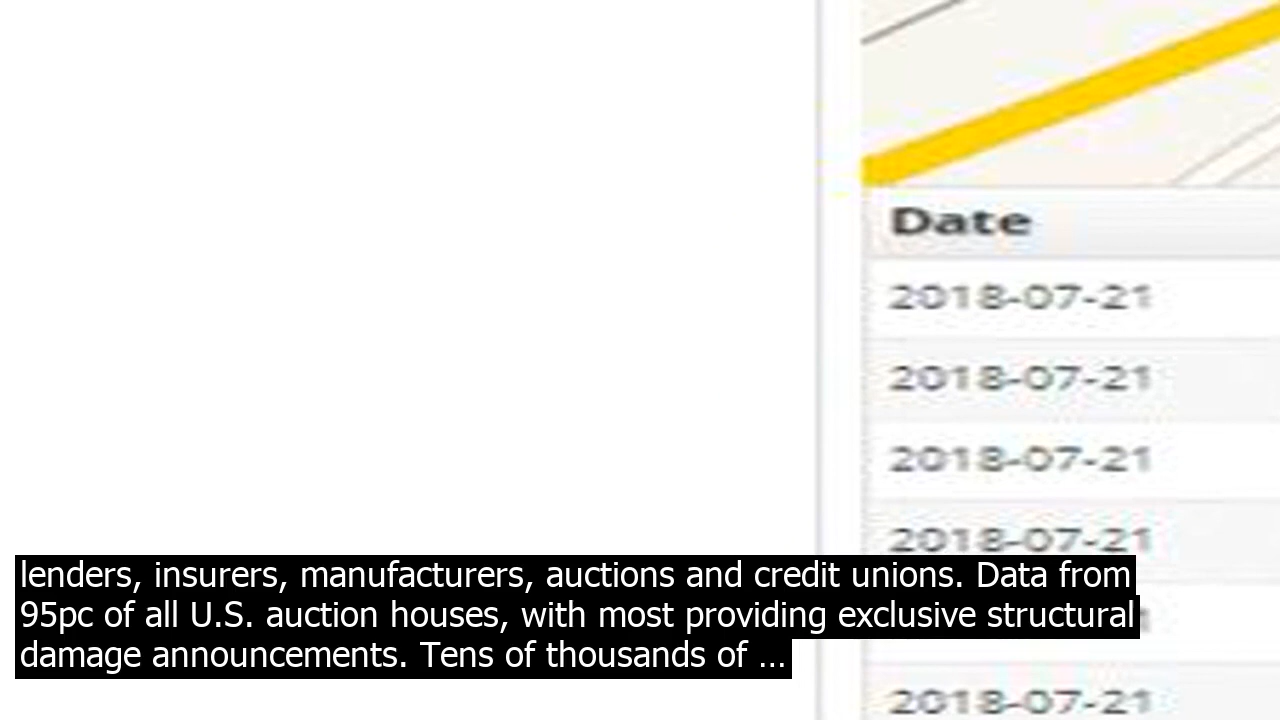 Date
2018-07-21
2018-07-21
2018-07-21
2018-07-21
lenders, insurers, manufacturers, auctions and credit unions. Data from
95pc of all U.S. auction houses, with most providing exclusive structural
damage announcements. Tens of thousands of ...
2018-07-21